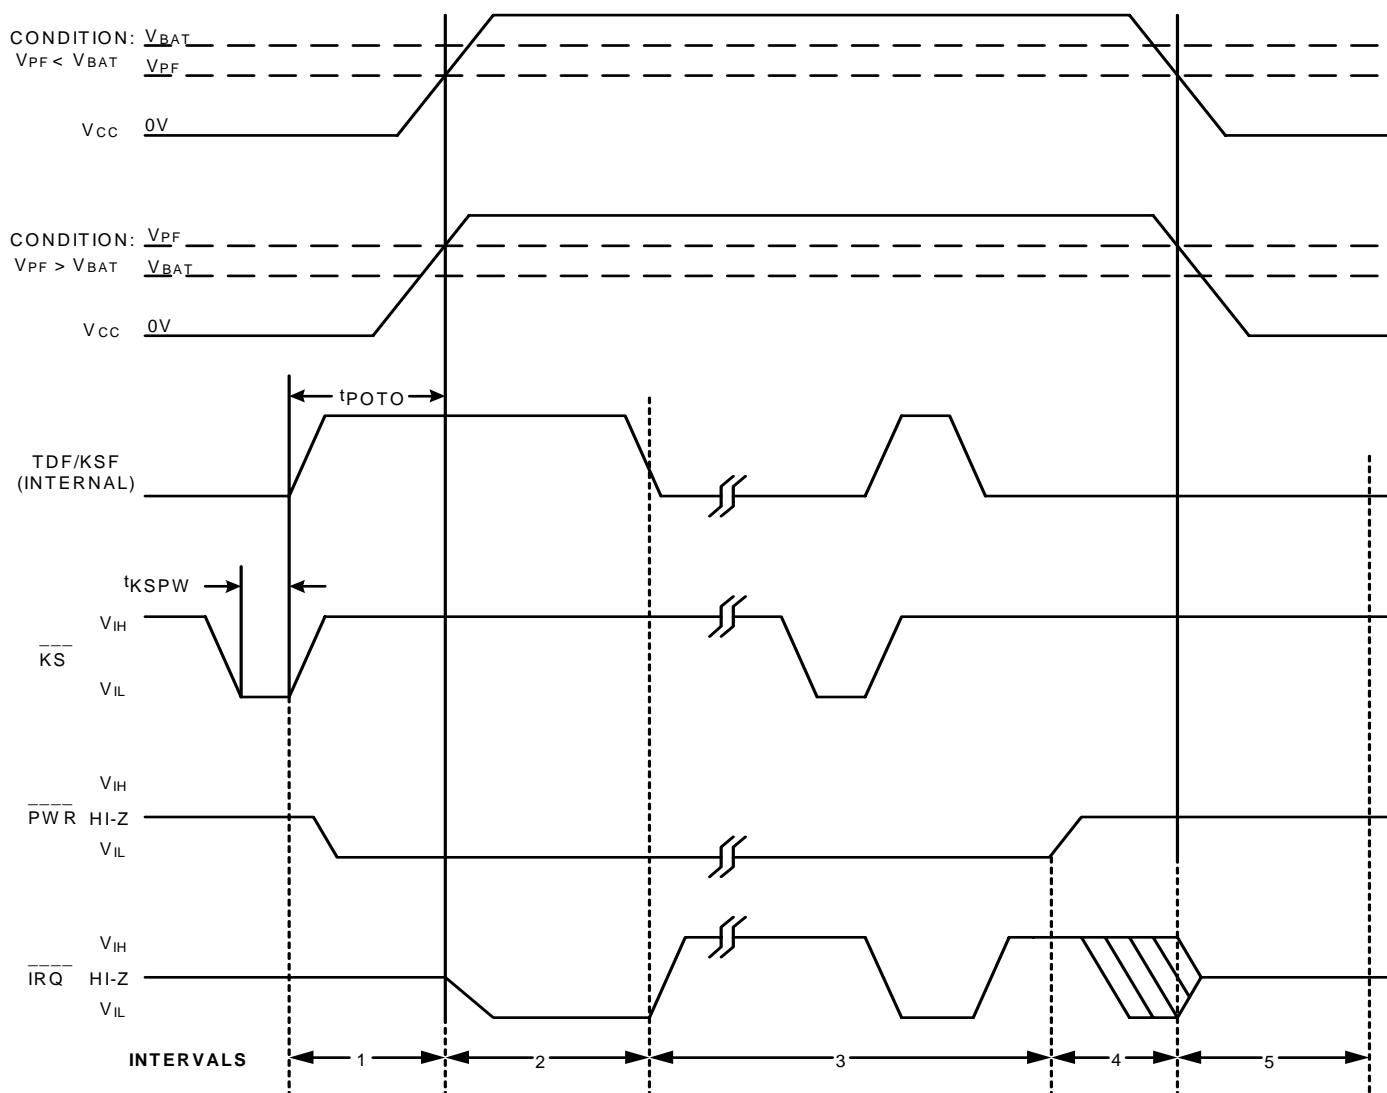 CONDITION: VBAT
VPF < VBAT VPF
VCC 0V
CONDITION: VPF
VPF > VBAT VBAT
VCC 0V
tPOTO
TDF/KSF
(INTERNAL)
tKSPW
VIH
KS
VIL
VIH
PWR HI-Z
VIL
VIH
IRQ HI-Z
VIL
INTERVALS 1 2 3 4 5